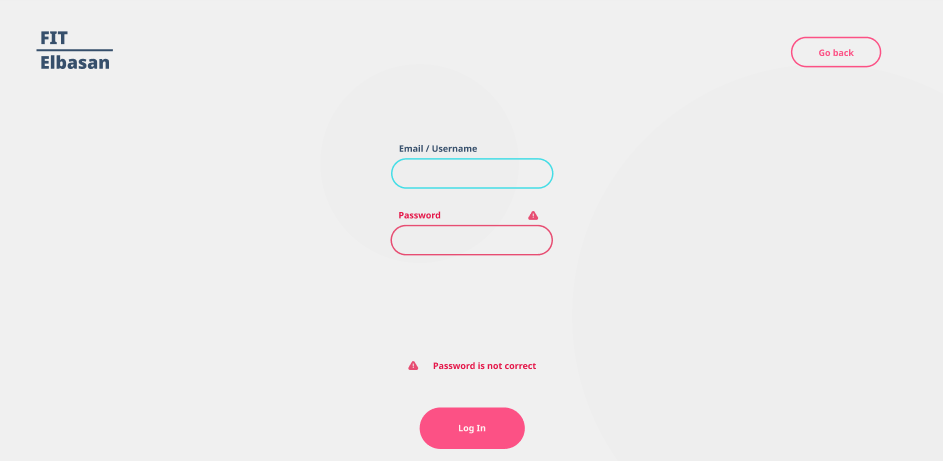 FIT
Elbasan
Go back
Email / Username
Password
Password is not correct
Log In